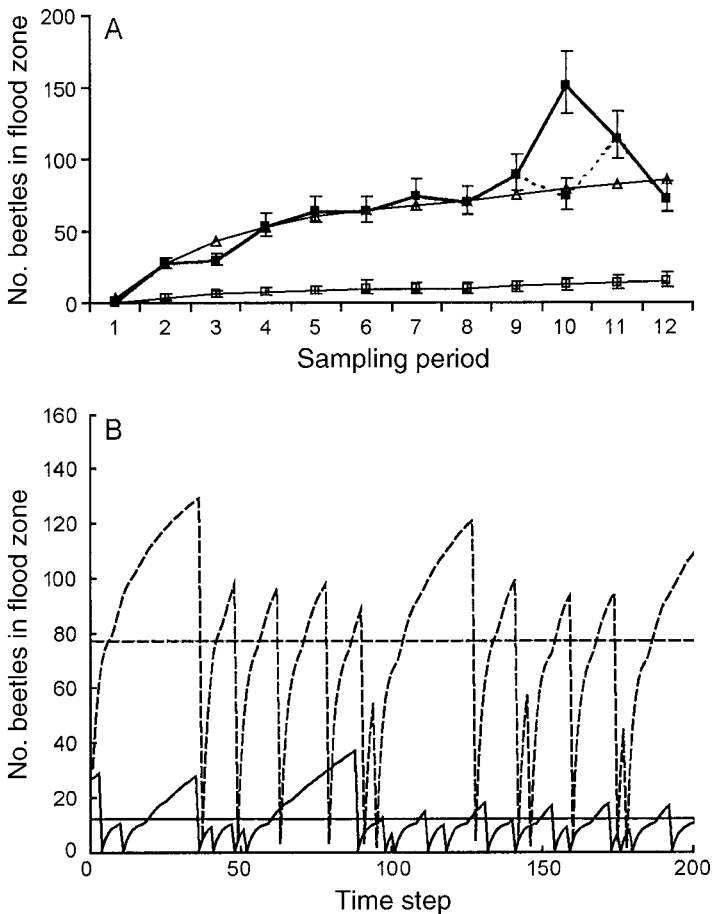 A
No. beetles in flood zone
200
150
100
50
0
1 2 3 4 5 6 7 8 9 10 11 12
Sampling period
B
No. beetles in flood zone
160
140
120
100
80
60
40
20
0
0 50 100 150 200
Time step